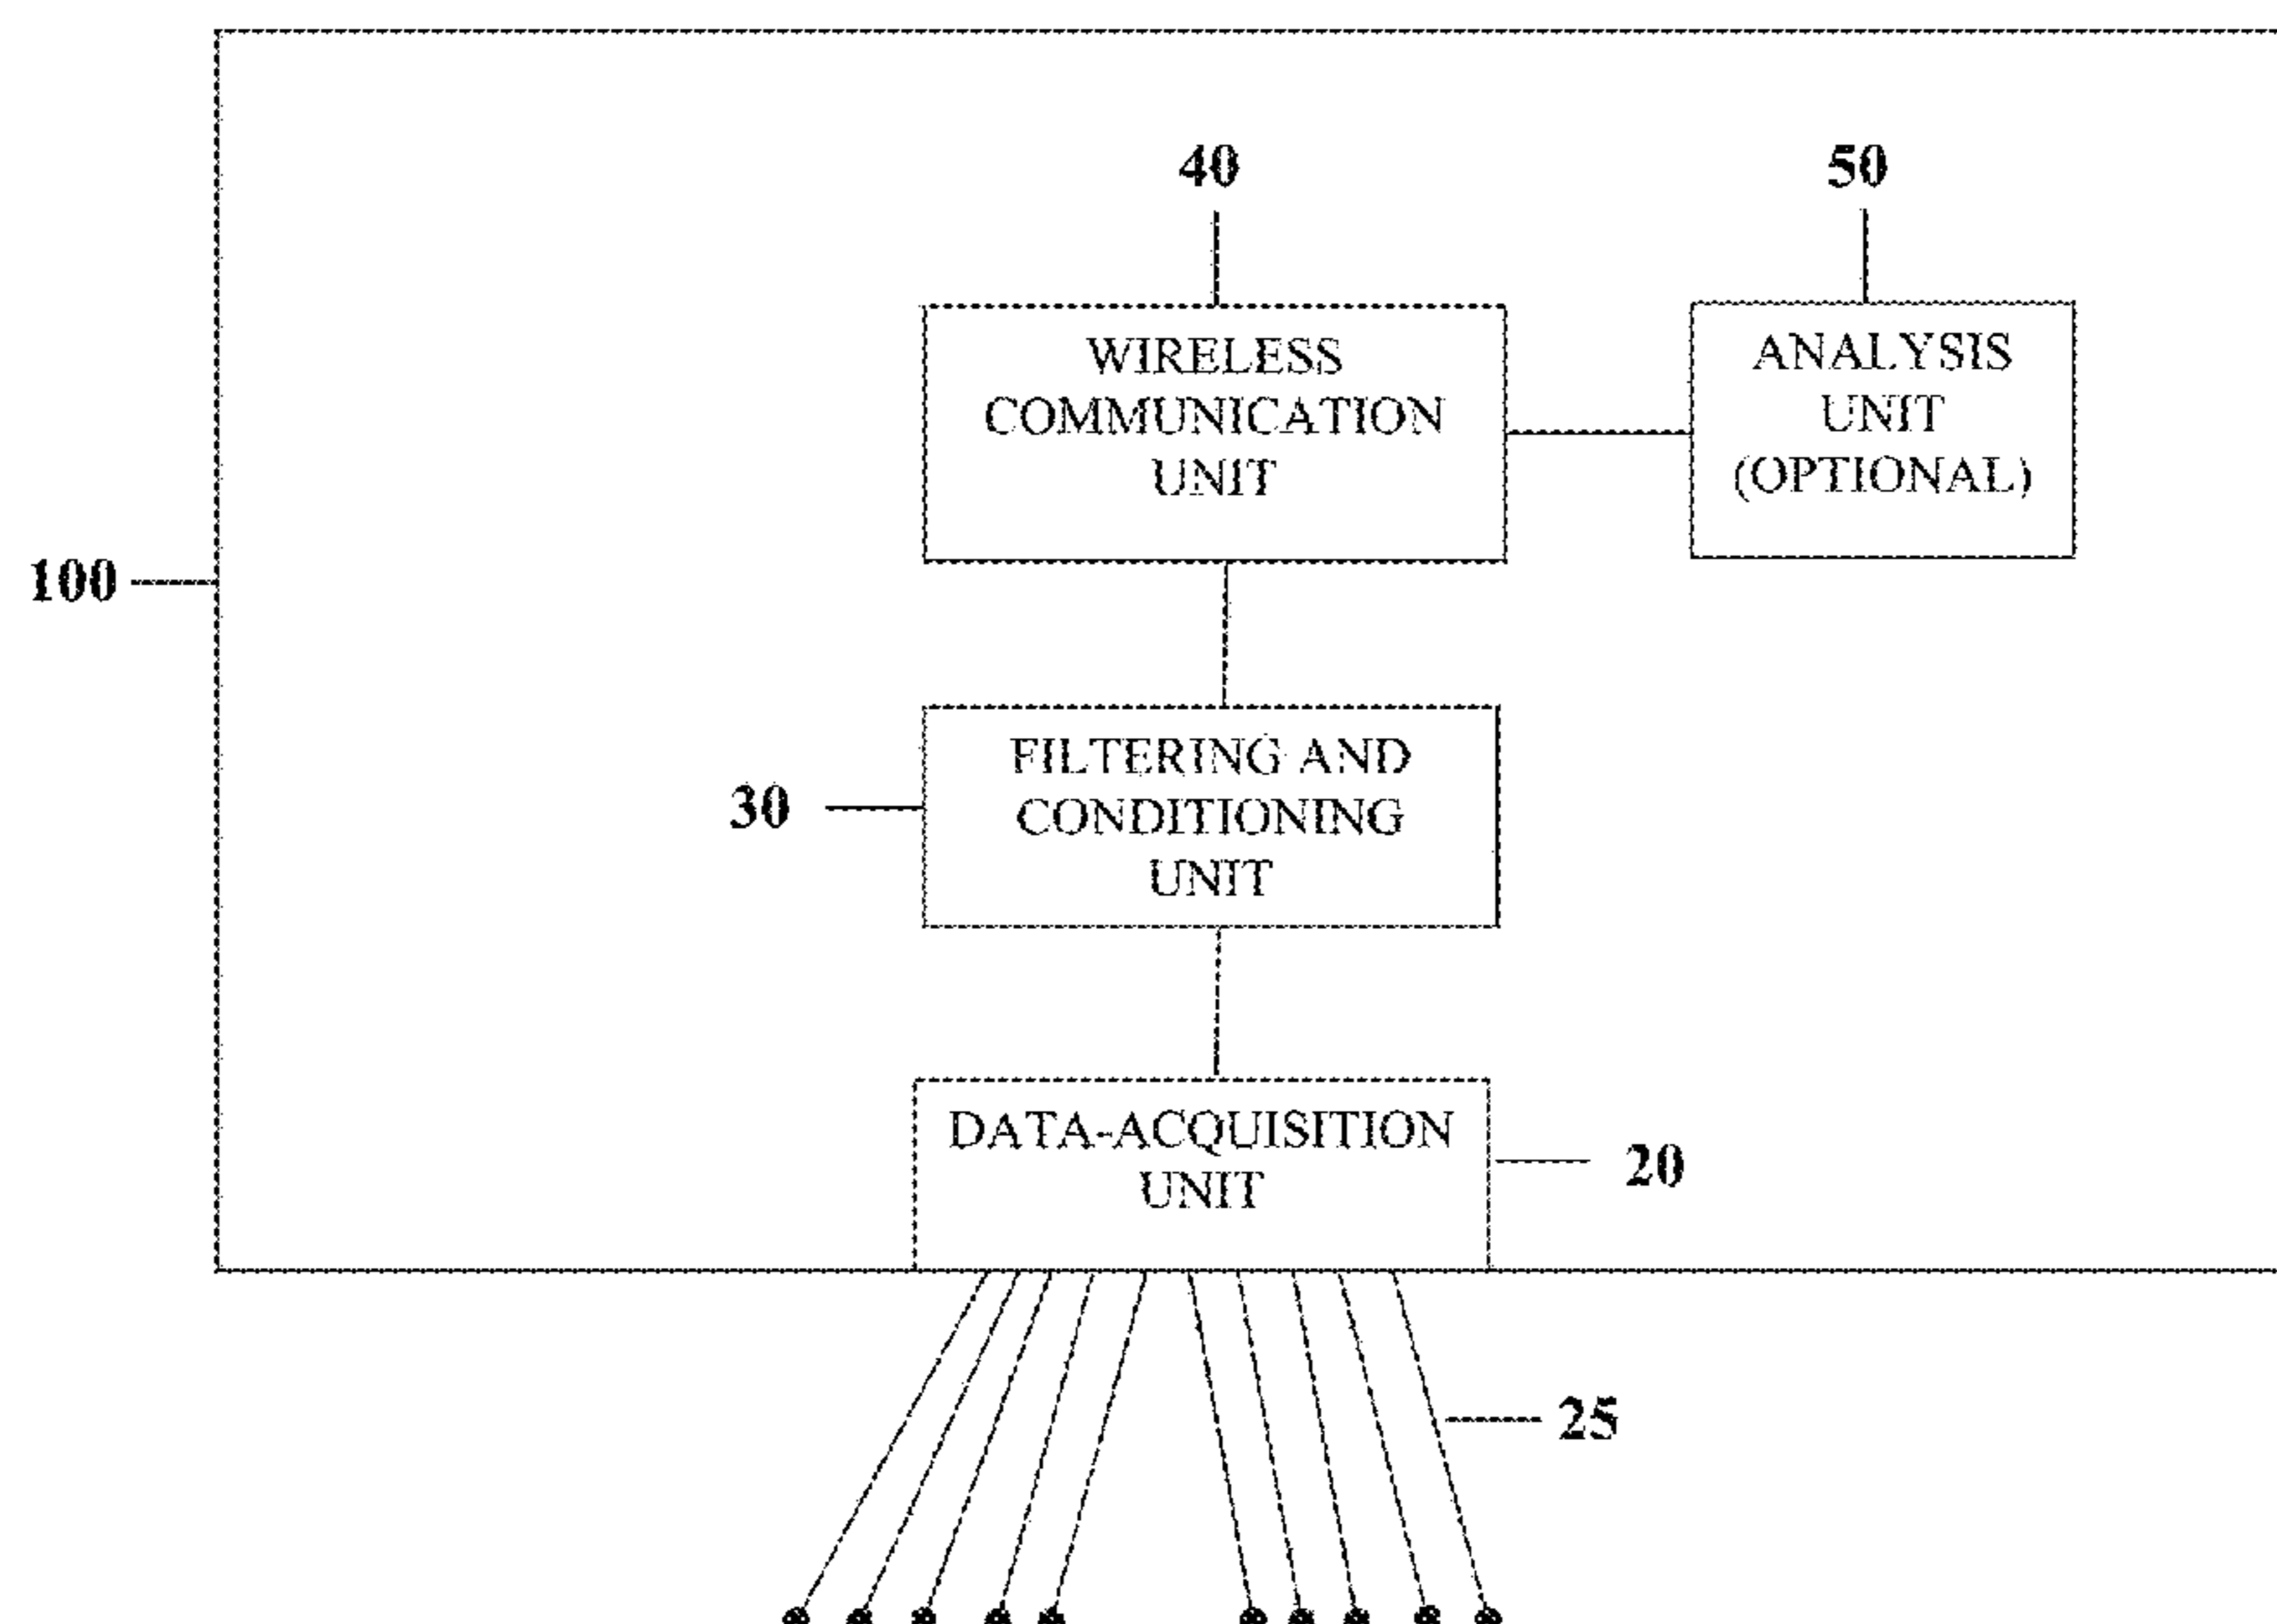 40
50
WIRELESS
COMMUNICATION
UNIT
ANALYSIS
UNIT
(OPTIONAL)
100
30
FILTERING AND
CONDITIONING
UNIT
DATA-ACQUISITION
UNIT
20
25